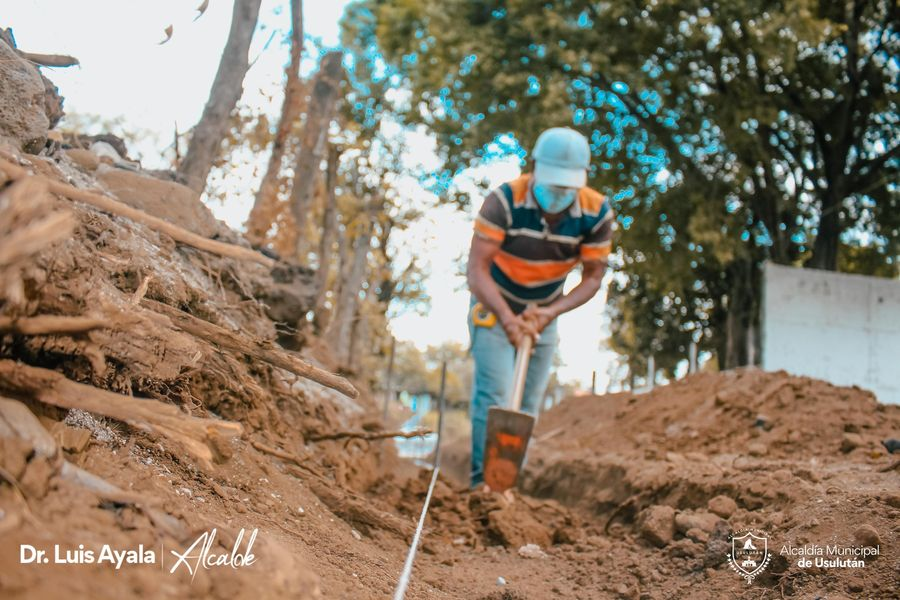 Dr. Luis Ayala | Alcalde
Alcaldía Municipal
de Usulután